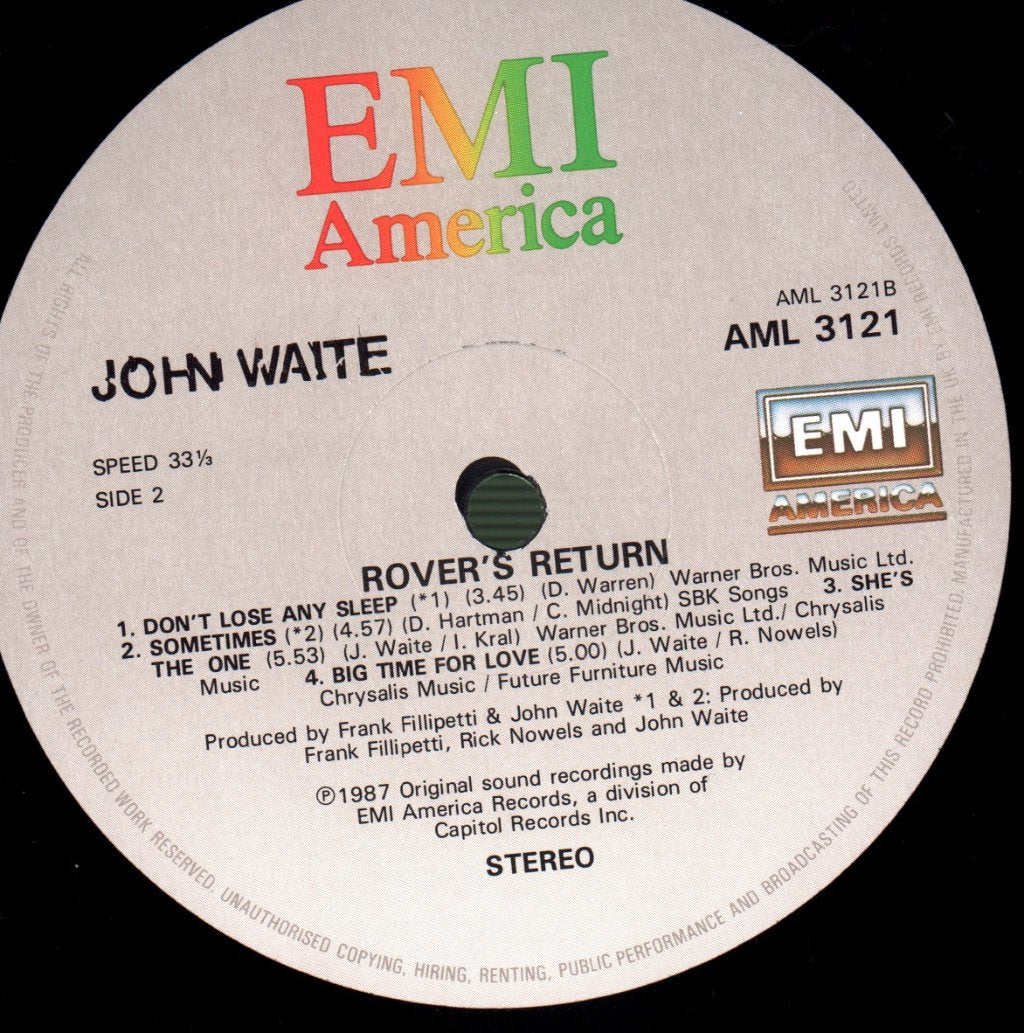 EMI
America
AML 3121B
AML 3121
JOHN WAITE
EMI
AMERICA
SPEED 33⅓
SIDE 2
ROVER'S RETURN
1. DON'T LOSE ANY SLEEP (*1) (3.45) (D. Warren) Warner Bros. Music Ltd.
2. SOMETIMES (*2) (4.57) (D. Hartman / C. Midnight) SBK Songs 3. SHE'S
THE ONE (5.53) (J. Waite / I. Kral) Warner Bros. Music Ltd./ Chrysalis
Music 4. BIG TIME FOR LOVE (5.00) (J. Waite / R. Nowels)
Chrysalis Music / Future Furniture Music
Produced by Frank Fillipetti & John Waite *1 & 2: Produced by
Frank Fillipetti, Rick Nowels and John Waite
℗1987 Original sound recordings made by
EMI America Records, a division of
Capitol Records Inc.
STEREO
ALL RIGHTS OF THE PRODUCER AND OF THE OWNER OF THE RECORDED WORK RESERVED. UNAUTHORISED COPYING, HIRING, RENTING, PUBLIC PERFORMANCE AND BROADCASTING OF THIS RECORD PROHIBITED. MANUFACTURED IN THE UK BY EMI RECORDS LIMITED